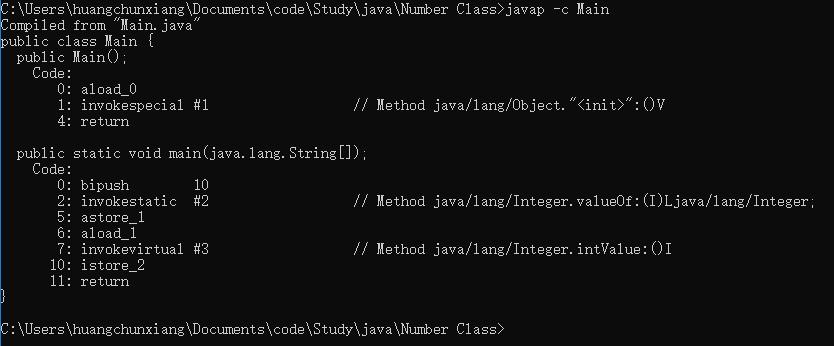 C:\Users\huangchunxiang\Documents\code\Study\java\Number Class>javap -c Main
Compiled from "Main.java"
public class Main {
  public Main();
    Code:
       0: aload_0
       1: invokespecial #1                  // Method java/lang/Object."<init>":()V
       4: return

  public static void main(java.lang.String[]);
    Code:
       0: bipush        10
       2: invokestatic  #2                  // Method java/lang/Integer.valueOf:(I)Ljava/lang/Integer;
       5: astore_1
       6: aload_1
       7: invokevirtual #3                  // Method java/lang/Integer.intValue:()I
      10: istore_2
      11: return
}

C:\Users\huangchunxiang\Documents\code\Study\java\Number Class>